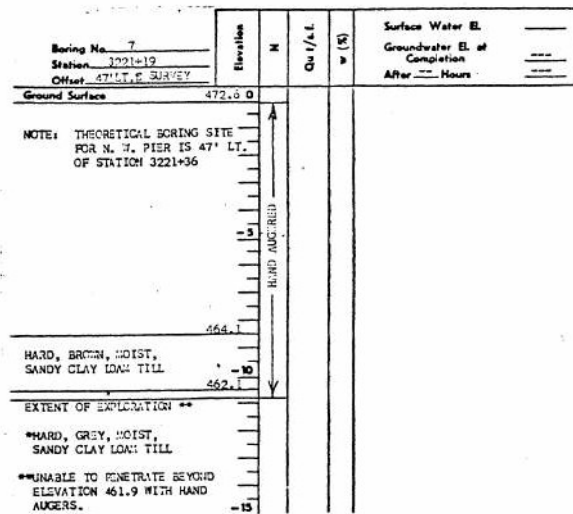 Boring No. 7
Station 3221+19
Offset 47'LT.E SURVEY
Elevation
N
Qu t/s.f.
w (%)
Surface Water El.
Groundwater El. at
Completion ---
After -- Hours ---
Ground Surface 472.6 0
NOTE: THEORETICAL BORING SITE
FOR N. W. PIER IS 47' LT.
OF STATION 3221+36
-5
HAND AUGERED
464.1
HARD, BROWN, MOIST,
SANDY CLAY LOAM TILL
-10
462.1
EXTENT OF EXPLORATION **
*HARD, GREY, MOIST,
SANDY CLAY LOAM TILL
**UNABLE TO PENETRATE BEYOND
ELEVATION 461.9 WITH HAND
AUGERS.
-15